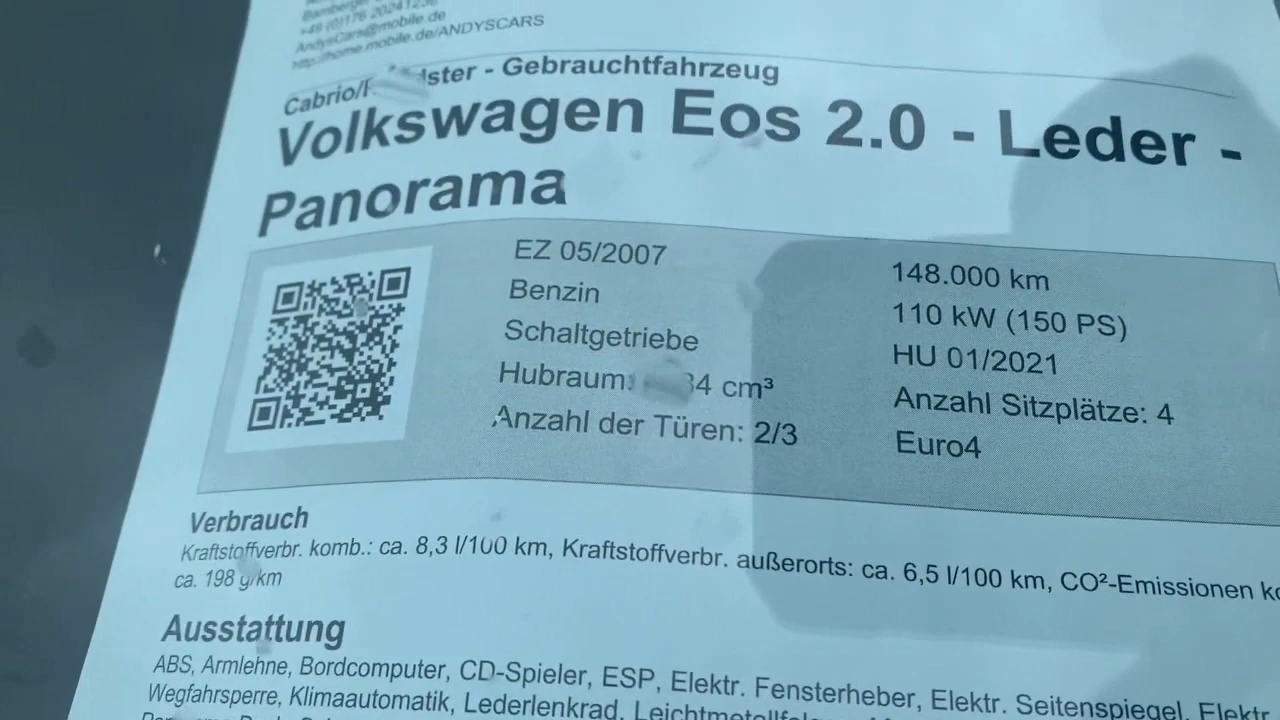 AndysCars@mobile.de
http://home.mobile.de/ANDYSCARS
- Gebrauchtfahrzeug
Volkswagen Eos 2.0 - Leder -
Panorama
EZ 05/2007
Benzin
Schaltgetriebe
Hubraum: cm³
Anzahl der Türen: 2/3
148.000 km
110 kW (150 PS)
HU 01/2021
Anzahl Sitzplätze: 4
Euro4
Verbrauch
Kraftstoffverbr. komb.: ca. 8,3 l/100 km, Kraftstoffverbr. außerorts: ca. 6,5 l/100 km, CO²-Emissionen
ca. 198 g/km
Ausstattung
ABS, Armlehne, Bordcomputer, CD-Spieler, ESP, Elektr. Fensterheber, Elektr. Seitenspiegel, Elektr.
Wegfahrsperre, Klimaautomatik, Lederlenkrad,